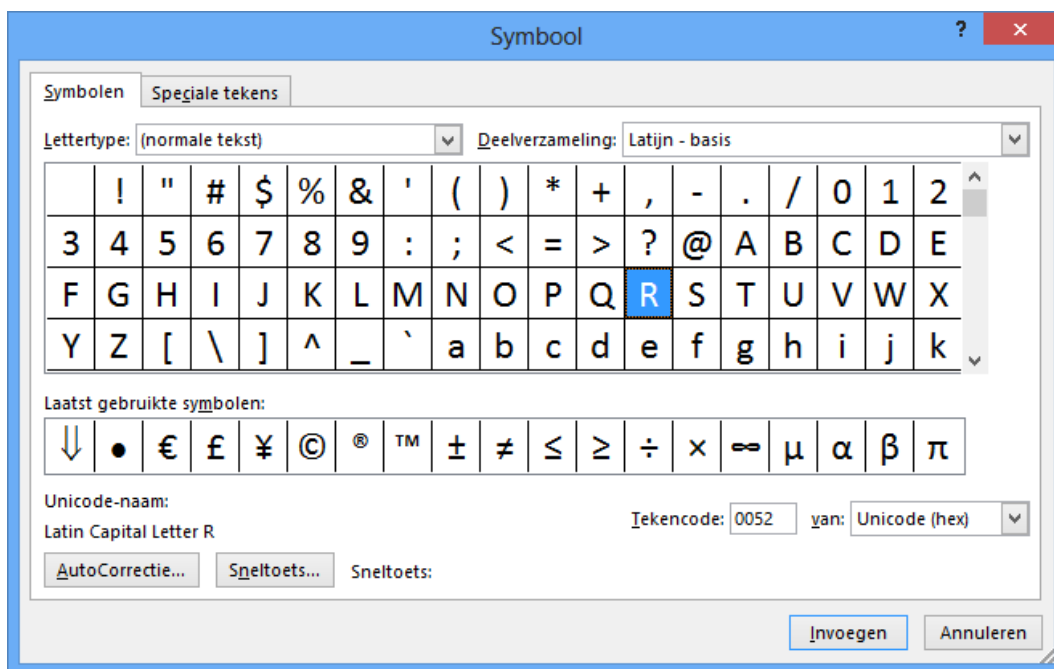 Symbool
?
×
Symbolen Speciale tekens
Lettertype: (normale tekst) Deelverzameling: Latijn - basis
! " # $ % & ' ( ) * + , - . / 0 1 2
3 4 5 6 7 8 9 : ; < = > ? @ A B C D E
F G H I J K L M N O P Q R S T U V W X
Y Z [ \ ] ^ _ ` a b c d e f g h i j k
Laatst gebruikte symbolen:
⇓ ● € £ ¥ © ® ™ ± ≠ ≤ ≥ ÷ × ∞ µ α β π
Unicode-naam:
Latin Capital Letter R
Tekencode: 0052 van: Unicode (hex)
AutoCorrectie... Sneltoets... Sneltoets:
Invoegen Annuleren